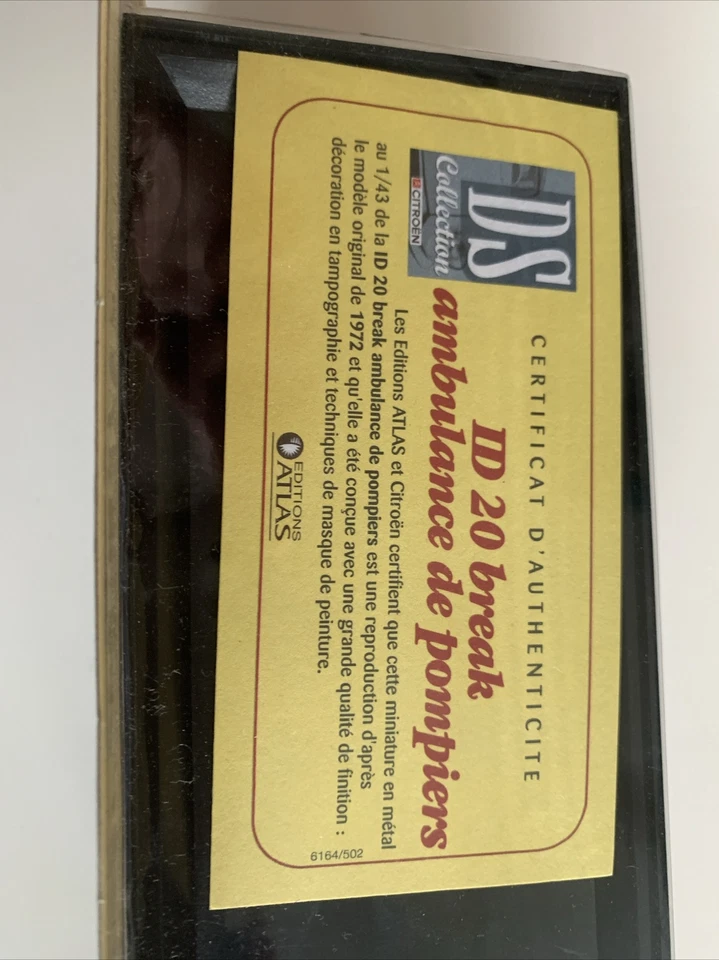 CERTIFICAT D'AUTHENTICITE
DS
Collection
CITROËN
ID 20 break
ambulance de pompiers
Les Editions ATLAS et Citroën certifient que cette miniature en métal
au 1/43 de la ID 20 break ambulance de pompiers est une reproduction d'après
le modèle original de 1972 et qu'elle a été conçue avec une grande qualité de finition :
décoration en tampographie et techniques de masque de peinture.
EDITIONS
ATLAS
6164/502